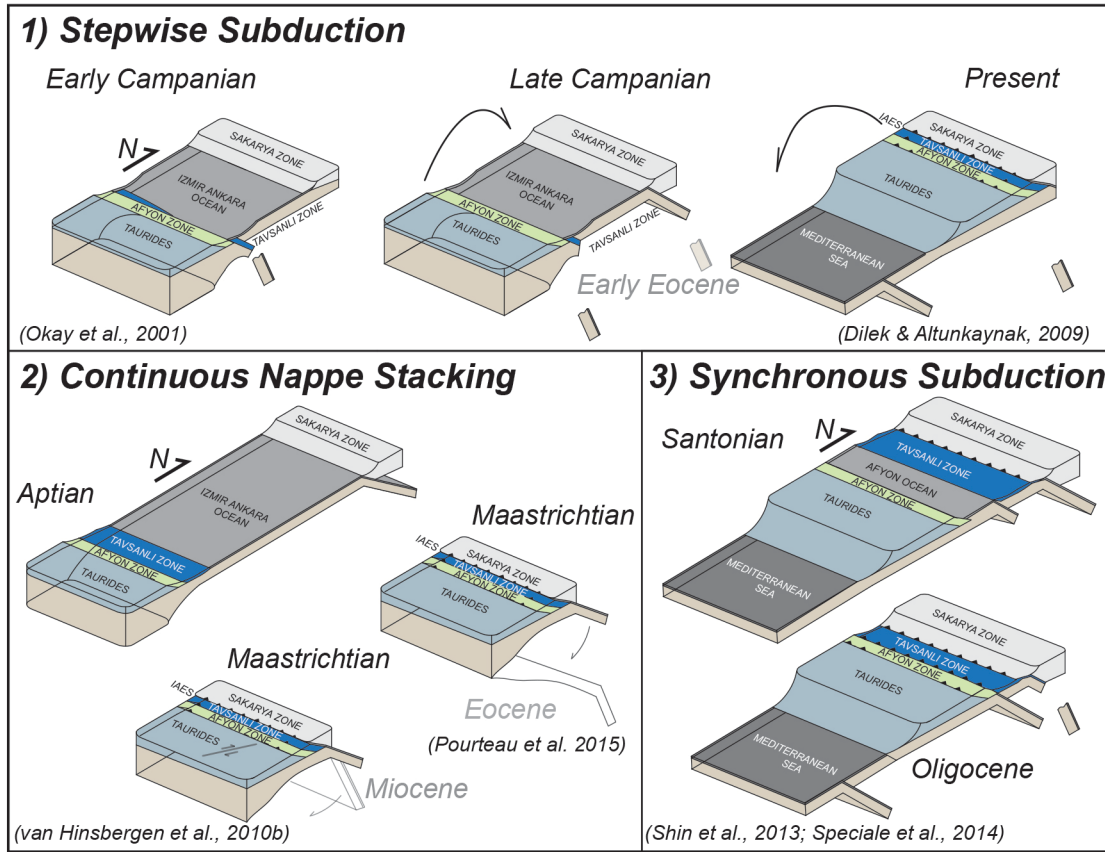 1) Stepwise Subduction
Early Campanian
N
SAKARYA ZONE
IZMIR ANKARA
OCEAN
AFYON ZONE
TAURIDES
TAVSANLI ZONE
(Okay et al., 2001)
Late Campanian
SAKARYA ZONE
IZMIR ANKARA
OCEAN
AFYON ZONE
TAURIDES
TAVSANLI ZONE
Early Eocene
Present
IAES
SAKARYA ZONE
TAVSANLI ZONE
AFYON ZONE
TAURIDES
MEDITERRANEAN
SEA
(Dilek & Altunkaynak, 2009)
2) Continuous Nappe Stacking
Aptian
N
SAKARYA ZONE
IZMIR ANKARA
OCEAN
TAVSANLI ZONE
AFYON ZONE
TAURIDES
Maastrichtian
IAES
SAKARYA ZONE
TAVSANLI ZONE
AFYON ZONE
TAURIDES
Eocene
(Pourteau et al. 2015)
Maastrichtian
IAES
SAKARYA ZONE
TAVSANLI ZONE
AFYON ZONE
TAURIDES
Miocene
(van Hinsbergen et al., 2010b)
3) Synchronous Subduction
Santonian
N
SAKARYA ZONE
TAVSANLI ZONE
AFYON OCEAN
AFYON ZONE
TAURIDES
MEDITERRANEAN
SEA
SAKARYA ZONE
TAVSANLI ZONE
AFYON ZONE
TAURIDES
MEDITERRANEAN
SEA
Oligocene
(Shin et al., 2013; Speciale et al., 2014)